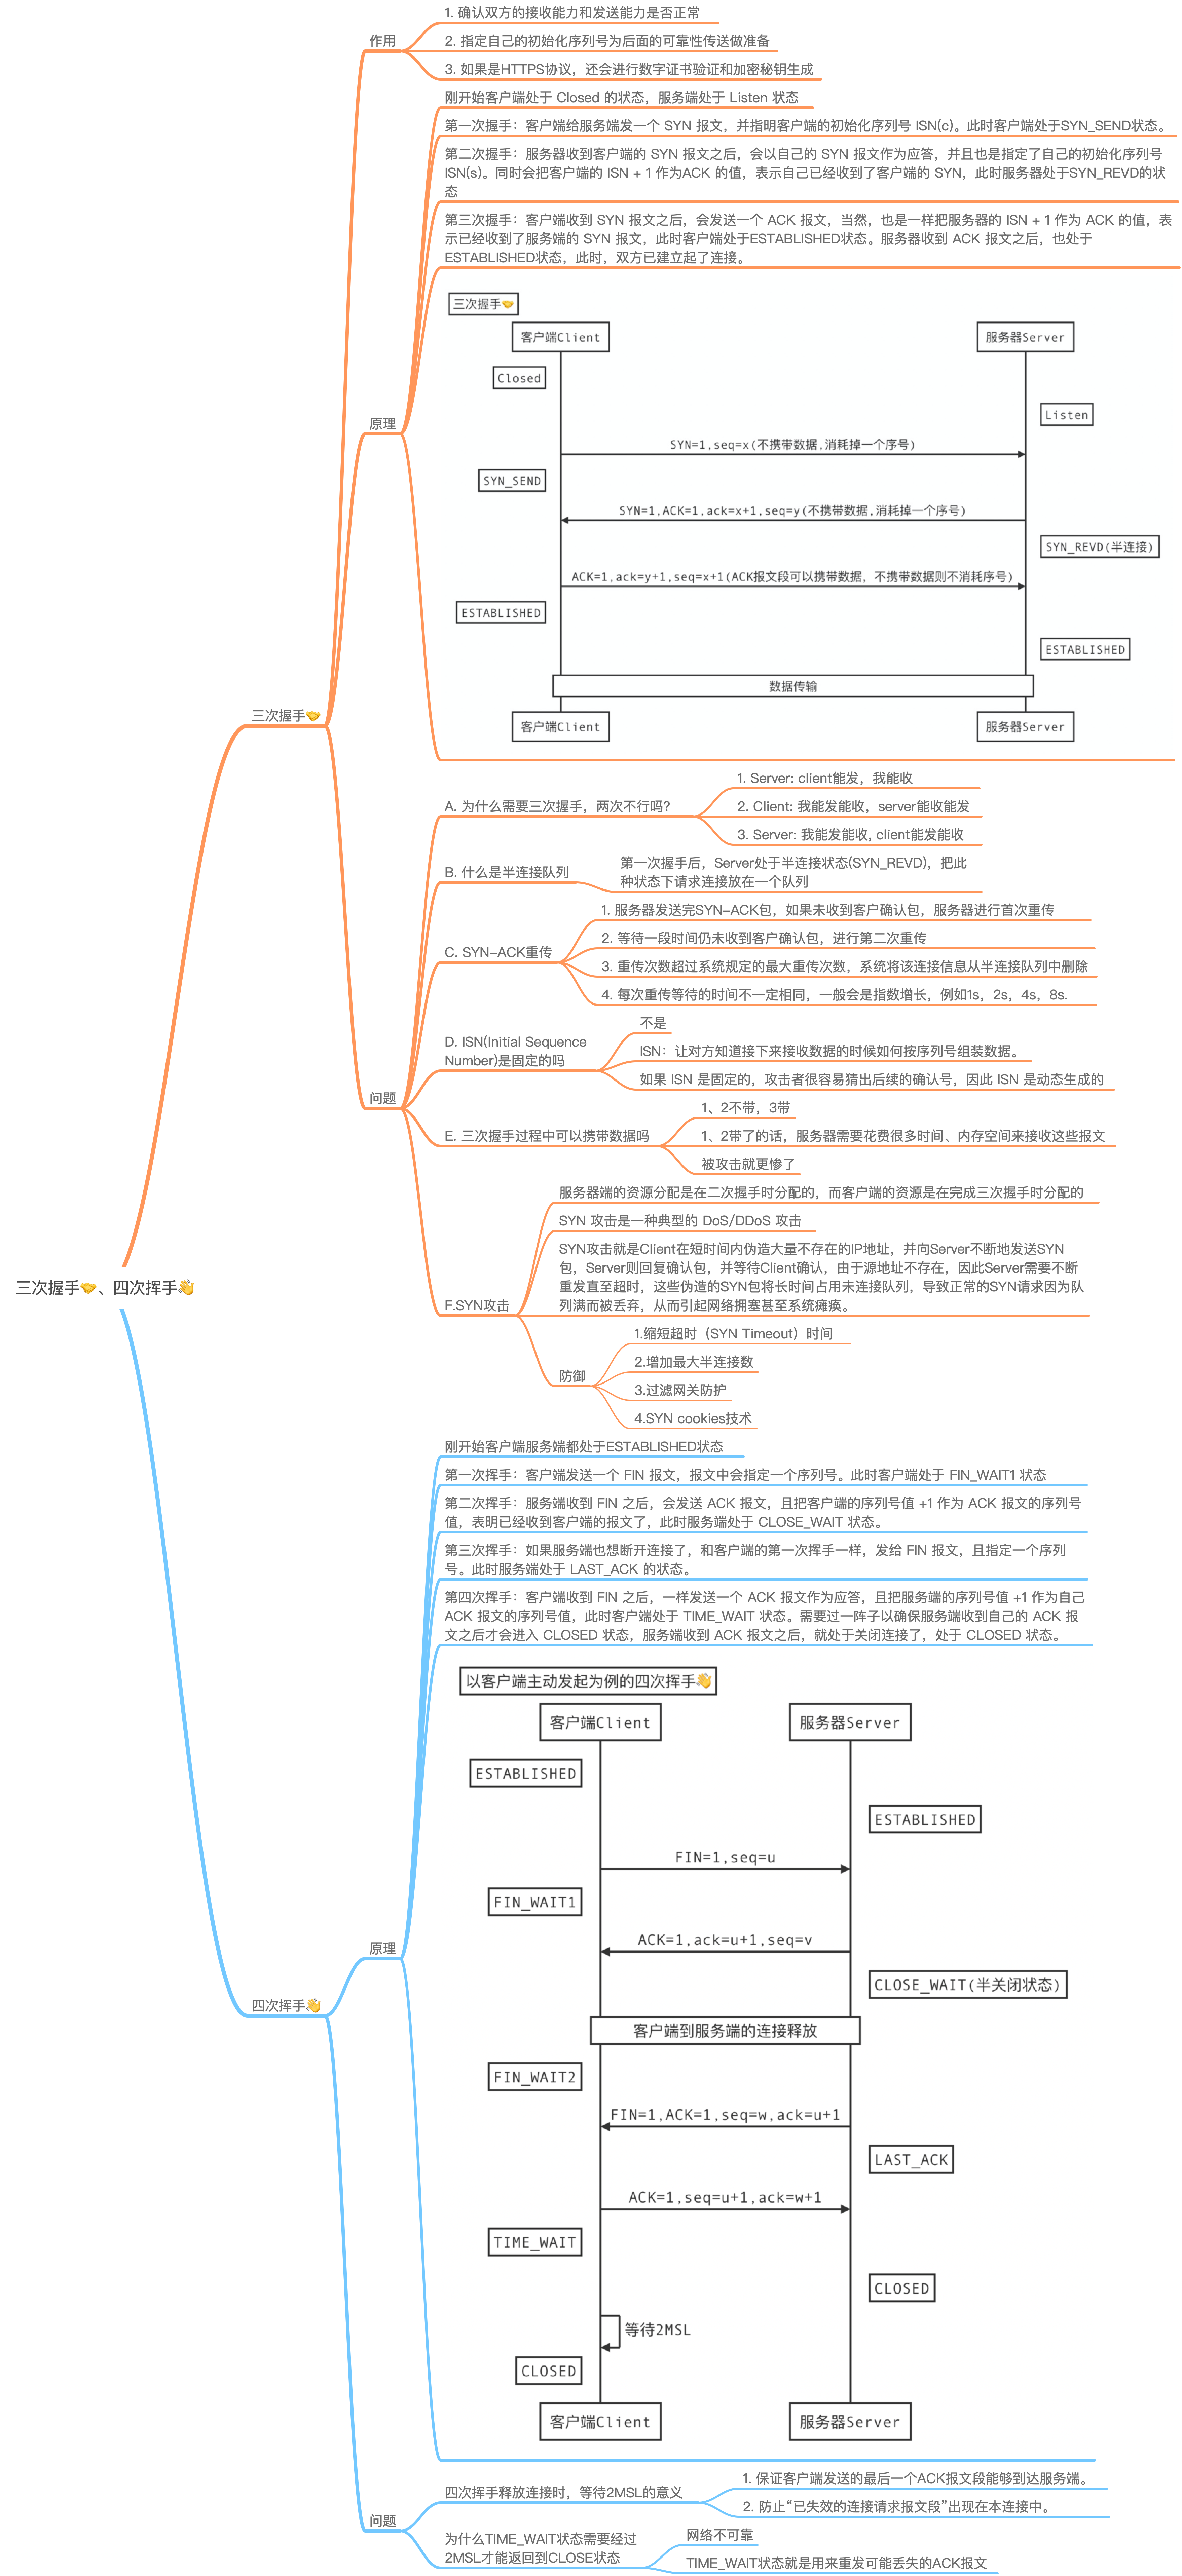 三次握手🤝、四次挥手👋
三次握手🤝
作用
1. 确认双方的接收能力和发送能力是否正常
2. 指定自己的初始化序列号为后面的可靠性传送做准备
3. 如果是HTTPS协议，还会进行数字证书验证和加密秘钥生成
原理
刚开始客户端处于 Closed 的状态，服务端处于 Listen 状态
第一次握手：客户端给服务端发一个 SYN 报文，并指明客户端的初始化序列号 ISN(c)。此时客户端处于SYN_SEND状态。
第二次握手：服务器收到客户端的 SYN 报文之后，会以自己的 SYN 报文作为应答，并且也是指定了自己的初始化序列号
ISN(s)。同时会把客户端的 ISN + 1 作为ACK 的值，表示自己已经收到了客户端的 SYN，此时服务器处于SYN_REVD的状
态
第三次握手：客户端收到 SYN 报文之后，会发送一个 ACK 报文，当然，也是一样把服务器的 ISN + 1 作为 ACK 的值，表
示已经收到了服务端的 SYN 报文，此时客户端处于ESTABLISHED状态。服务器收到 ACK 报文之后，也处于
ESTABLISHED状态，此时，双方已建立起了连接。
三次握手🤝
客户端Client
服务器Server
Closed
Listen
SYN=1,seq=x(不携带数据,消耗掉一个序号)
SYN_SEND
SYN=1,ACK=1,ack=x+1,seq=y(不携带数据,消耗掉一个序号)
SYN_REVD(半连接)
ACK=1,ack=y+1,seq=x+1(ACK报文段可以携带数据，不携带数据则不消耗序号)
ESTABLISHED
ESTABLISHED
数据传输
客户端Client
服务器Server
问题
A. 为什么需要三次握手，两次不行吗？
1. Server: client能发，我能收
2. Client: 我能发能收，server能收能发
3. Server: 我能发能收, client能发能收
B. 什么是半连接队列
第一次握手后，Server处于半连接状态(SYN_REVD)，把此
种状态下请求连接放在一个队列
C. SYN-ACK重传
1. 服务器发送完SYN-ACK包，如果未收到客户确认包，服务器进行首次重传
2. 等待一段时间仍未收到客户确认包，进行第二次重传
3. 重传次数超过系统规定的最大重传次数，系统将该连接信息从半连接队列中删除
4. 每次重传等待的时间不一定相同，一般会是指数增长，例如1s，2s，4s，8s.
D. ISN(Initial Sequence
Number)是固定的吗
不是
ISN：让对方知道接下来接收数据的时候如何按序列号组装数据。
如果 ISN 是固定的，攻击者很容易猜出后续的确认号，因此 ISN 是动态生成的
E. 三次握手过程中可以携带数据吗
1、2不带，3带
1、2带了的话，服务器需要花费很多时间、内存空间来接收这些报文
被攻击就更惨了
F.SYN攻击
服务器端的资源分配是在二次握手时分配的，而客户端的资源是在完成三次握手时分配的
SYN 攻击是一种典型的 DoS/DDoS 攻击
SYN攻击就是Client在短时间内伪造大量不存在的IP地址，并向Server不断地发送SYN
包，Server则回复确认包，并等待Client确认，由于源地址不存在，因此Server需要不断
重发直至超时，这些伪造的SYN包将长时间占用未连接队列，导致正常的SYN请求因为队
列满而被丢弃，从而引起网络拥塞甚至系统瘫痪。
防御
1.缩短超时（SYN Timeout）时间
2.增加最大半连接数
3.过滤网关防护
4.SYN cookies技术
四次挥手👋
原理
刚开始客户端服务端都处于ESTABLISHED状态
第一次挥手：客户端发送一个 FIN 报文，报文中会指定一个序列号。此时客户端处于 FIN_WAIT1 状态
第二次挥手：服务端收到 FIN 之后，会发送 ACK 报文，且把客户端的序列号值 +1 作为 ACK 报文的序列号
值，表明已经收到客户端的报文了，此时服务端处于 CLOSE_WAIT 状态。
第三次挥手：如果服务端也想断开连接了，和客户端的第一次挥手一样，发给 FIN 报文，且指定一个序列
号。此时服务端处于 LAST_ACK 的状态。
第四次挥手：客户端收到 FIN 之后，一样发送一个 ACK 报文作为应答，且把服务端的序列号值 +1 作为自己
ACK 报文的序列号值，此时客户端处于 TIME_WAIT 状态。需要过一阵子以确保服务端收到自己的 ACK 报
文之后才会进入 CLOSED 状态，服务端收到 ACK 报文之后，就处于关闭连接了，处于 CLOSED 状态。
以客户端主动发起为例的四次挥手👋
客户端Client
服务器Server
ESTABLISHED
ESTABLISHED
FIN=1,seq=u
FIN_WAIT1
ACK=1,ack=u+1,seq=v
CLOSE_WAIT(半关闭状态)
客户端到服务端的连接释放
FIN_WAIT2
FIN=1,ACK=1,seq=w,ack=u+1
LAST_ACK
ACK=1,seq=u+1,ack=w+1
TIME_WAIT
CLOSED
等待2MSL
CLOSED
客户端Client
服务器Server
问题
四次挥手释放连接时，等待2MSL的意义
1. 保证客户端发送的最后一个ACK报文段能够到达服务端。
2. 防止“已失效的连接请求报文段”出现在本连接中。
为什么TIME_WAIT状态需要经过
2MSL才能返回到CLOSE状态
网络不可靠
TIME_WAIT状态就是用来重发可能丢失的ACK报文